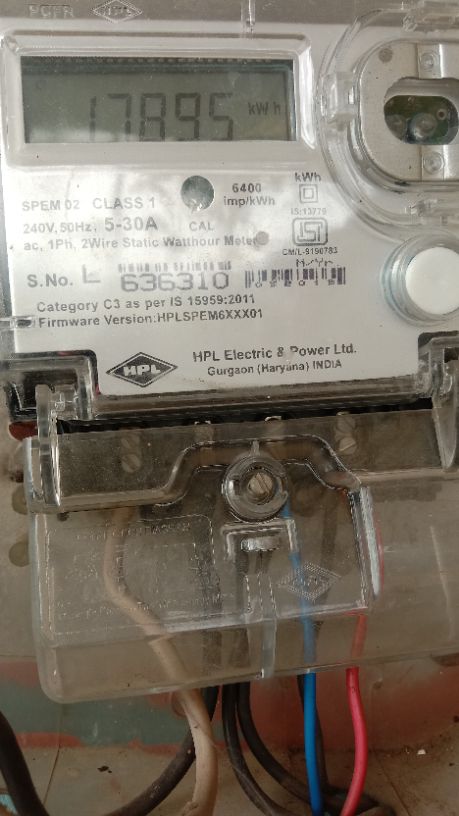 17895 kWh
6400 imp/kWh
kWh
SPEM 02 CLASS 1
IS:13779
240V, 50Hz, 5-30A CAL
ac, 1Ph, 2Wire Static Watthour Meter
CM/L-9190783
S.No. L 636310
M/Yr
Category C3 as per IS 15959:2011
Firmware Version:HPLSPEM6XXX01
HPL
HPL Electric & Power Ltd.
Gurgaon (Haryana) INDIA